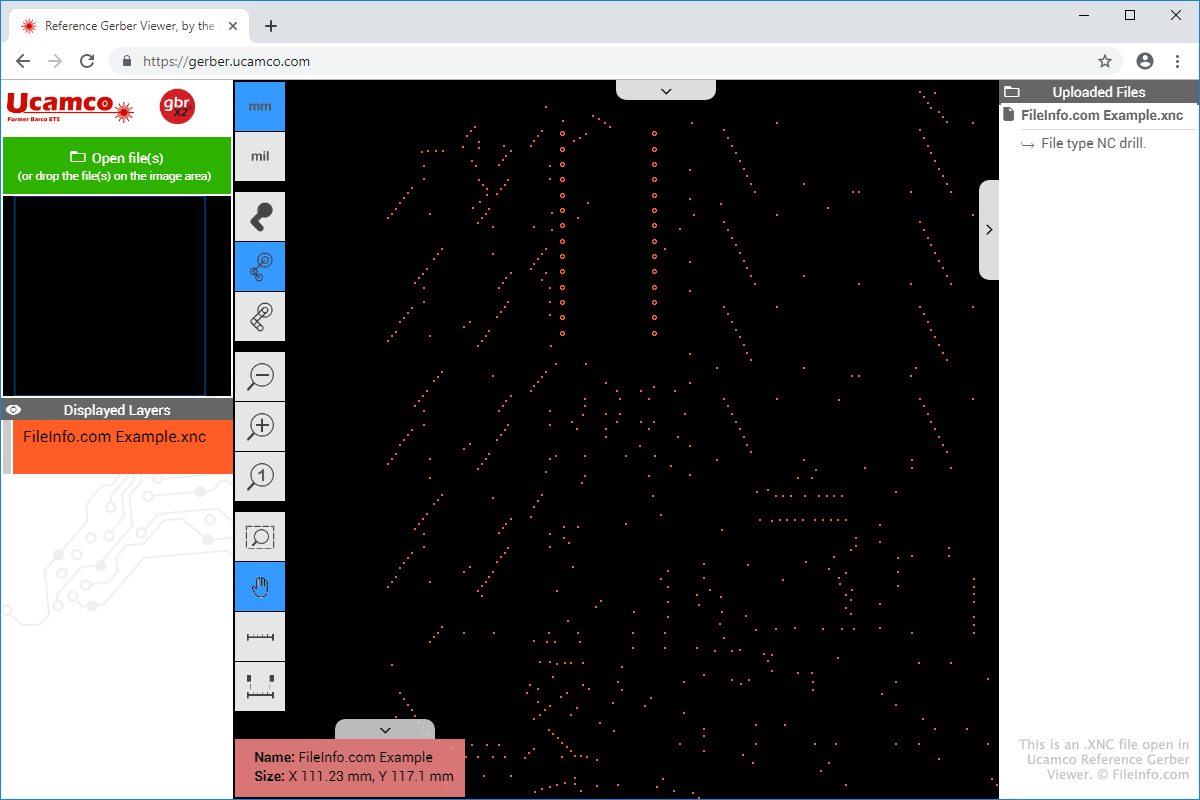 Reference Gerber Viewer, by the
https://gerber.ucamco.com
Ucamco
Former Barco ETS
gbr
x2
Open file(s)
(or drop the file(s) on the image area)
Displayed Layers
FileInfo.com Example.xnc
mm
mil
1
Name: FileInfo.com Example
Size: X 111.23 mm, Y 117.1 mm
Uploaded Files
FileInfo.com Example.xnc
File type NC drill.
This is an .XNC file open in
Ucamco Reference Gerber
Viewer. © FileInfo.com